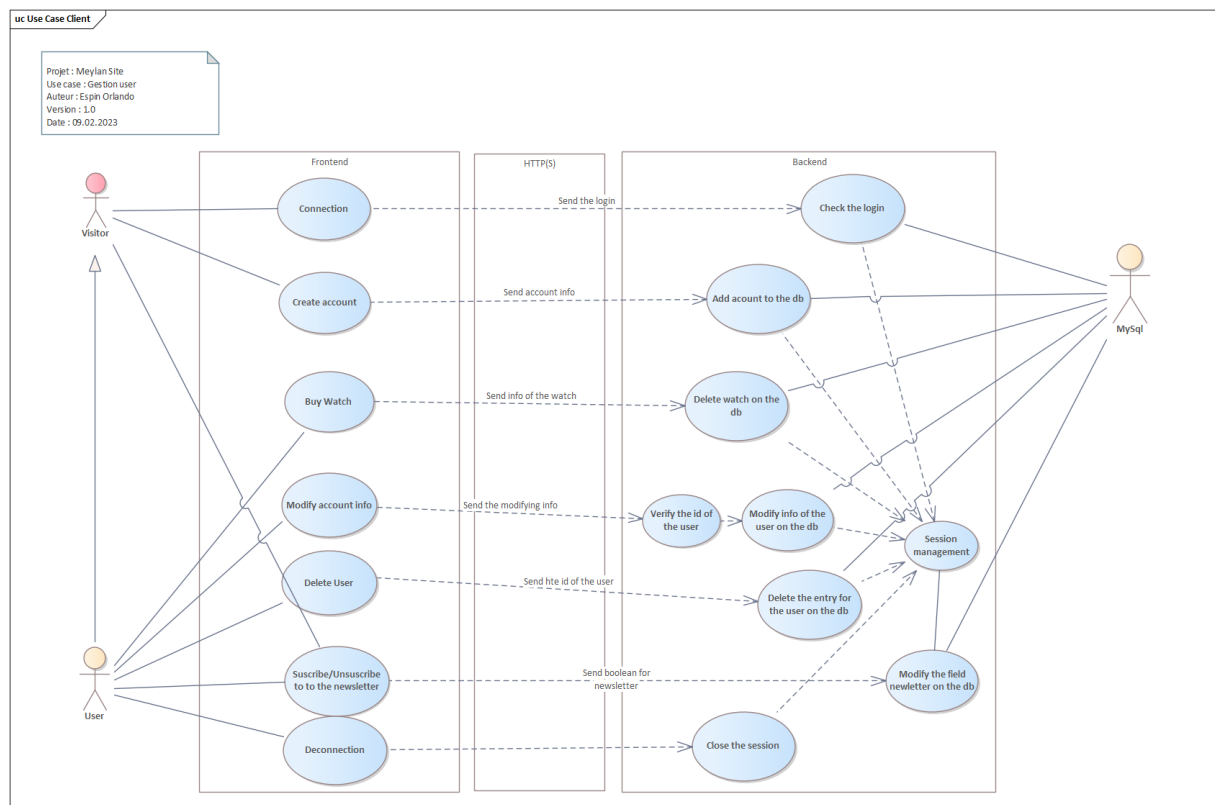 uc Use Case Client
Projet : Meylan Site
Use case : Gestion user
Auteur : Espin Orlando
Version : 1.0
Date : 09.02.2023
Frontend
HTTP(S)
Backend
Visitor
Connection
Send the login
Check the login
Create account
Send account info
Add acount to the db
MySql
Buy Watch
Send info of the watch
Delete watch on the
db
Modify account info
Send the modifying info
Verify the id of
the user
Modify info of the
user on the db
Session
management
Delete User
Send hte id of the user
Delete the entry for
the user on the db
User
Suscribe/Unsuscribe
to to the newsletter
Send boolean for
newsletter
Modify the field
newletter on the db
Deconnection
Close the session